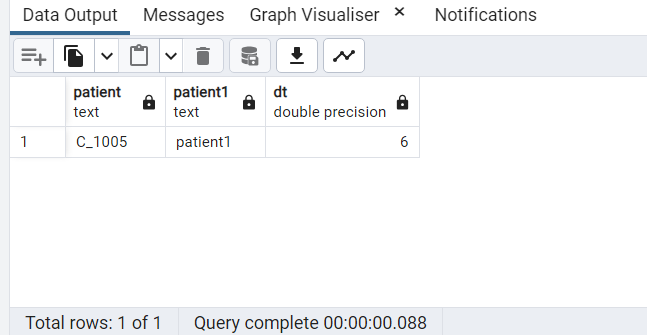 Data Output Messages Graph Visualiser × Notifications
patient patient1 dt
text text double precision
1 C_1005 patient1 6
Total rows: 1 of 1 Query complete 00:00:00.088